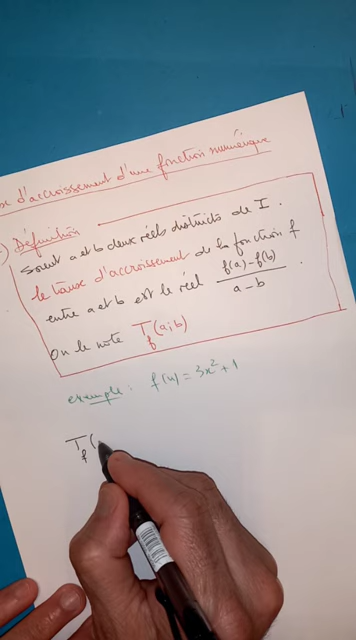 d'accroissement d'une fonction numérique
) Définition
Soient a et b deux réels distincts de I.
le taux d'accroissement de la fonction f
entre a et b est le réel f(a)-f(b) / a-b .
On le note T_f(a;b)
exemple : f(x) = 3x² + 1
T_f (